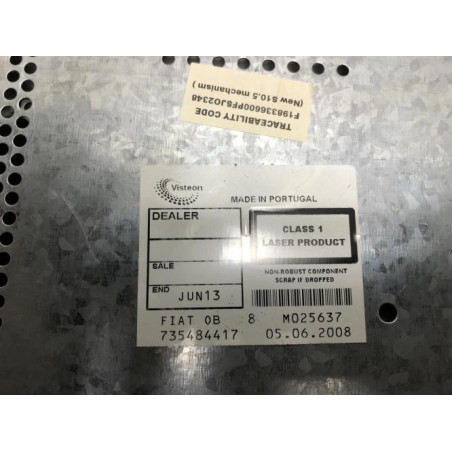 TRACEABILITY CODE
F198336600PF5JO2348
(New S10.5 mechanism )
Visteon
MADE IN PORTUGAL
DEALER
CLASS 1
LASER PRODUCT
SALE
NON-ROBUST COMPONENT
SCRAP IF DROPPED
END JUN13
FIAT 0B 8 M025637
735484417 05.06.2008